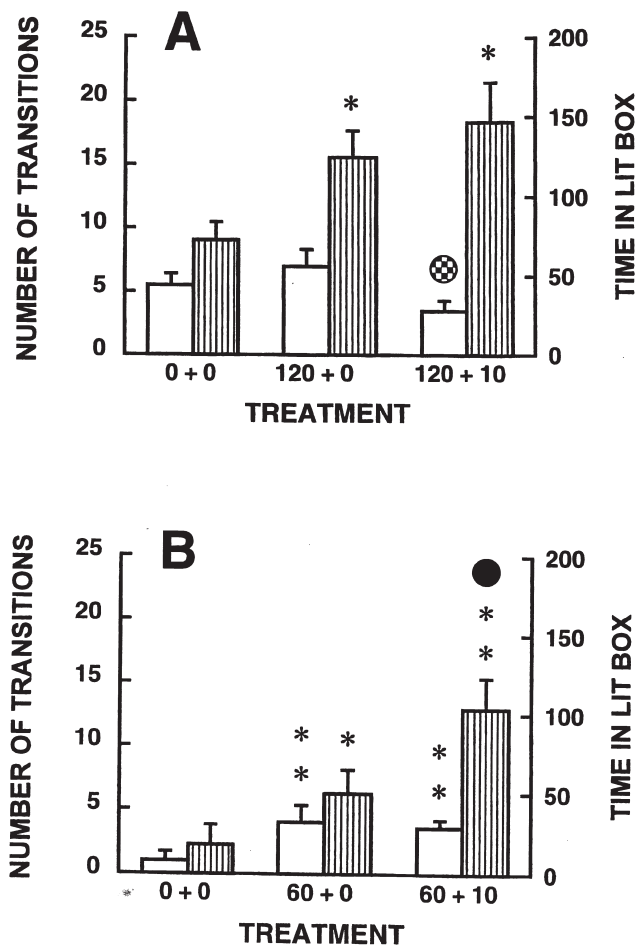 A
NUMBER OF TRANSITIONS
25
20
15
10
5
0
TIME IN LIT BOX
200
150
100
50
0
*
*
0 + 0
120 + 0
120 + 10
TREATMENT
B
NUMBER OF TRANSITIONS
25
20
15
10
5
0
TIME IN LIT BOX
200
150
100
50
0
*
*
*
*
*
*
*
0 + 0
60 + 0
60 + 10
TREATMENT